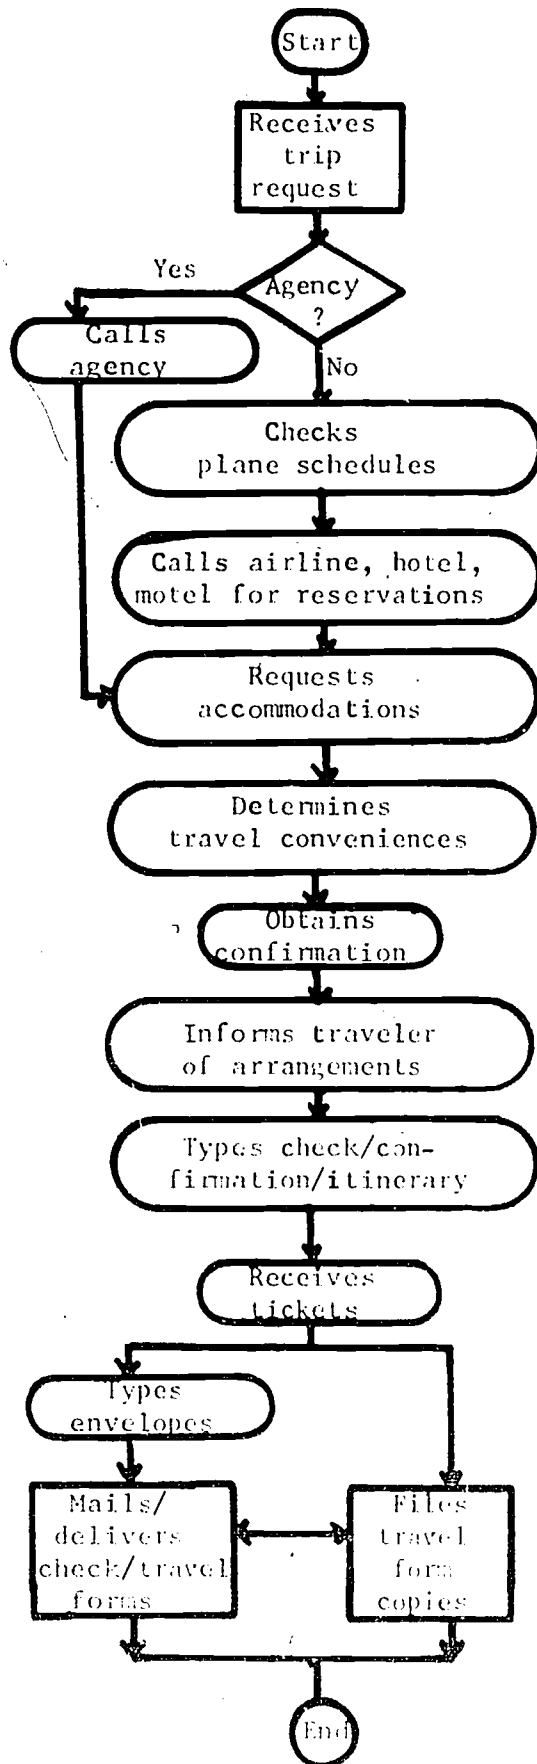 Start
Receives
trip
request
Yes
Agency
?
Calls
agency
No
Checks
plane schedules
Calls airline, hotel,
motel for reservations
Requests
accommodations
Determines
travel conveniences
Obtains
confirmation
Informs traveler
of arrangements
Types check/con-
firmation/itinerary
Receives
tickets
Types
envelopes
Mails/
delivers
check/travel
forms
Files
travel
form
copies
End